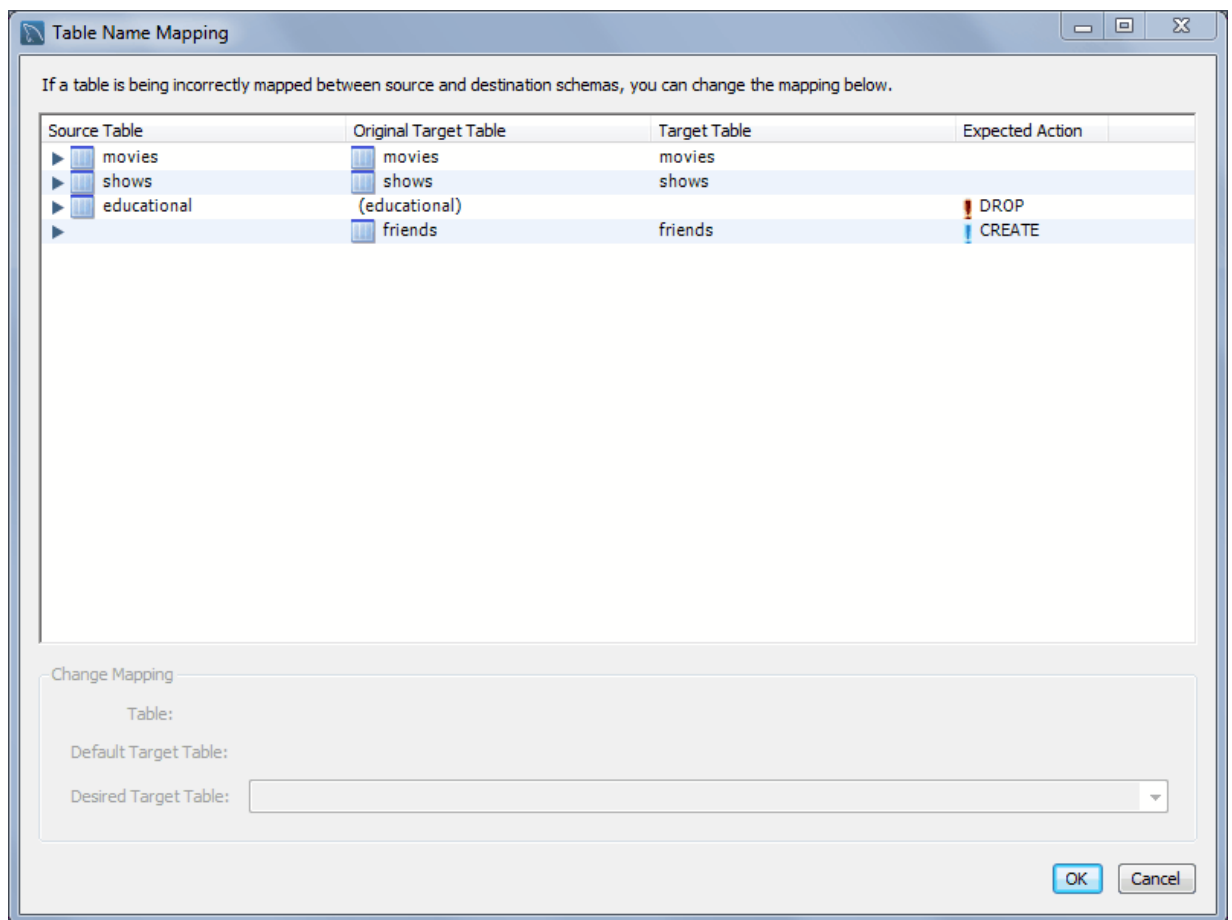 Table Name Mapping
If a table is being incorrectly mapped between source and destination schemas, you can change the mapping below.
Source Table Original Target Table Target Table Expected Action
movies movies movies
shows shows shows
educational (educational) DROP
friends friends CREATE
Change Mapping
Table:
Default Target Table:
Desired Target Table:
OK Cancel